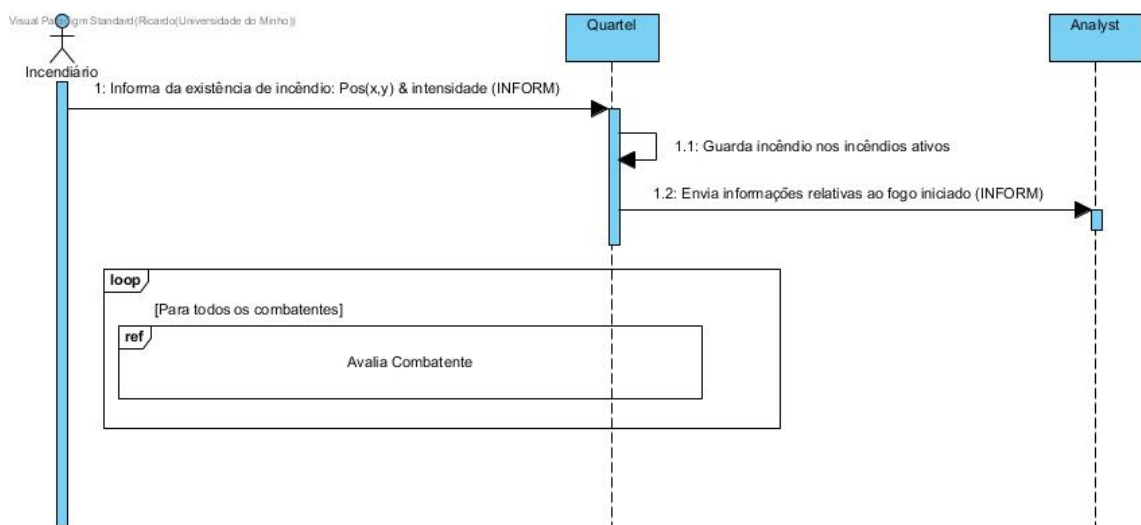 Visual Paradigm Standard(Ricardo(Universidade do Minho))
Quartel
Analyst
Incendiário
1: Informa da existência de incêndio: Pos(x,y) & intensidade (INFORM)
1.1: Guarda incêndio nos incêndios ativos
1.2: Envia informações relativas ao fogo iniciado (INFORM)
loop
[Para todos os combatentes]
ref
Avalia Combatente